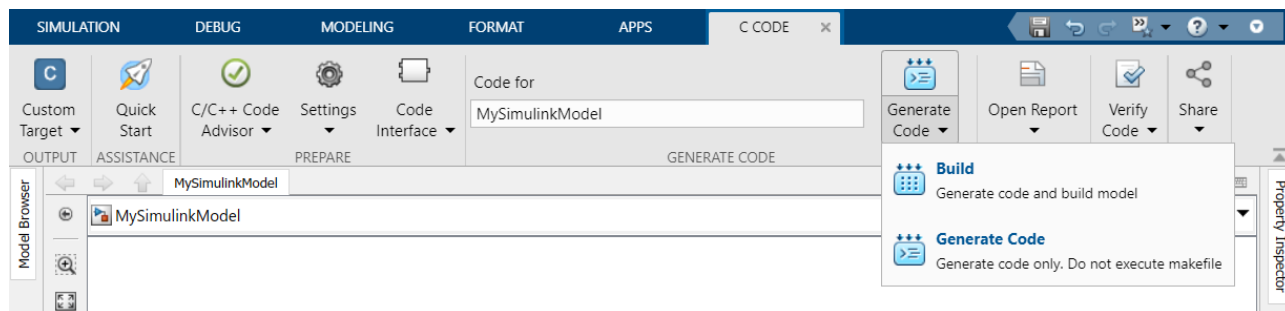 SIMULATION DEBUG MODELING FORMAT APPS C CODE
C
Custom Target
Quick Start
C/C++ Code Advisor
Settings
Code Interface
Code for
MySimulinkModel
Generate Code
Open Report
Verify Code
Share
OUTPUT ASSISTANCE PREPARE GENERATE CODE
Build
Generate code and build model
Generate Code
Generate code only. Do not execute makefile
Model Browser
MySimulinkModel
MySimulinkModel
Property Inspector